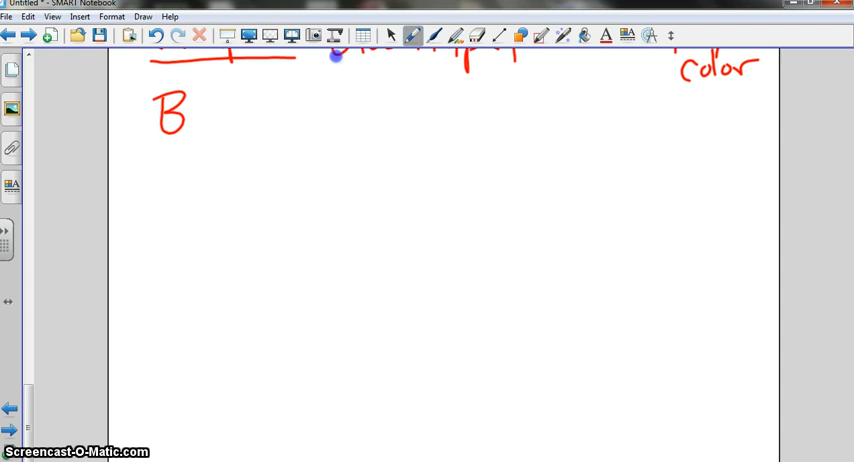 Untitled * - SMART Notebook
File Edit View Insert Format Draw Help
color
B
Screencast-O-Matic.com